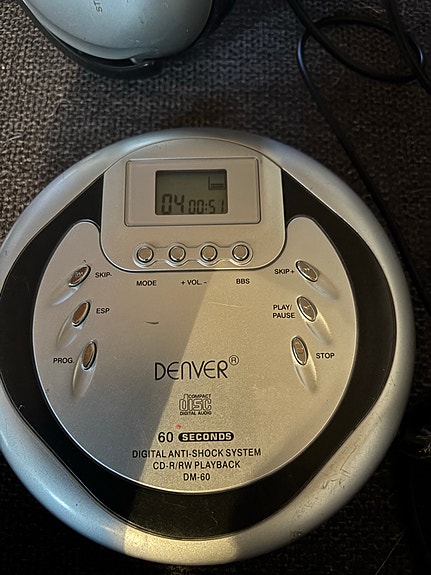 ST
04 00:51
MODE + VOL. - BBS
SKIP- SKIP+
ESP PLAY/
PAUSE
PROG. STOP
DENVER®
COMPACT
disc
DIGITAL AUDIO
60 SECONDS
DIGITAL ANTI-SHOCK SYSTEM
CD-R/RW PLAYBACK
DM-60